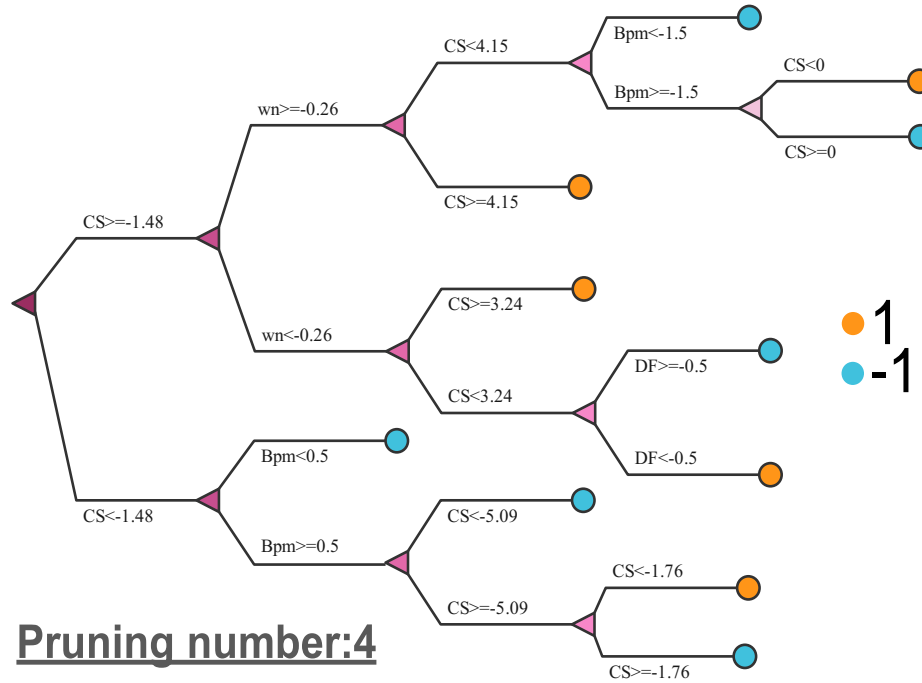 Bpm<-1.5
CS<4.15
CS<0
Bpm>=-1.5
wn>=-0.26
CS>=0
CS>=4.15
CS>=-1.48
CS>=3.24
1
wn<-0.26
DF>=-0.5
-1
CS<3.24
Bpm<0.5
DF<-0.5
CS<-1.48
CS<-5.09
Bpm>=0.5
CS<-1.76
CS>=-5.09
Pruning number:4
CS>=-1.76